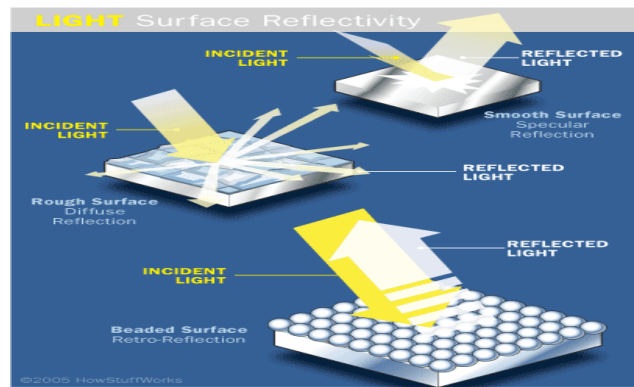 LIGHT Surface Reflectivity
INCIDENT
LIGHT
REFLECTED
LIGHT
Smooth Surface
Specular
Reflection
INCIDENT
LIGHT
REFLECTED
LIGHT
Rough Surface
Diffuse
Reflection
REFLECTED
LIGHT
INCIDENT
LIGHT
Beaded Surface
Retro-Reflection
©2005 HowStuffWorks